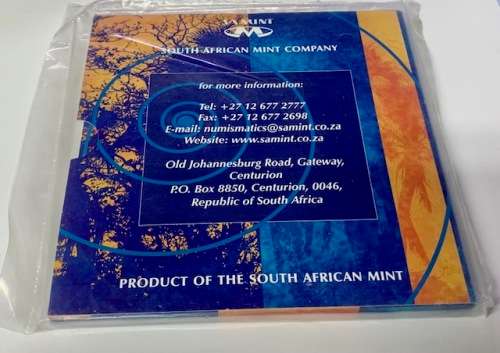 SA MINT
SOUTH AFRICAN MINT COMPANY
for more information:
Tel: +27 12 677 2777
Fax: +27 12 677 2698
E-mail: numismatics@samint.co.za
Website: www.samint.co.za
Old Johannesburg Road, Gateway,
Centurion
P.O. Box 8850, Centurion, 0046,
Republic of South Africa
PRODUCT OF THE SOUTH AFRICAN MINT